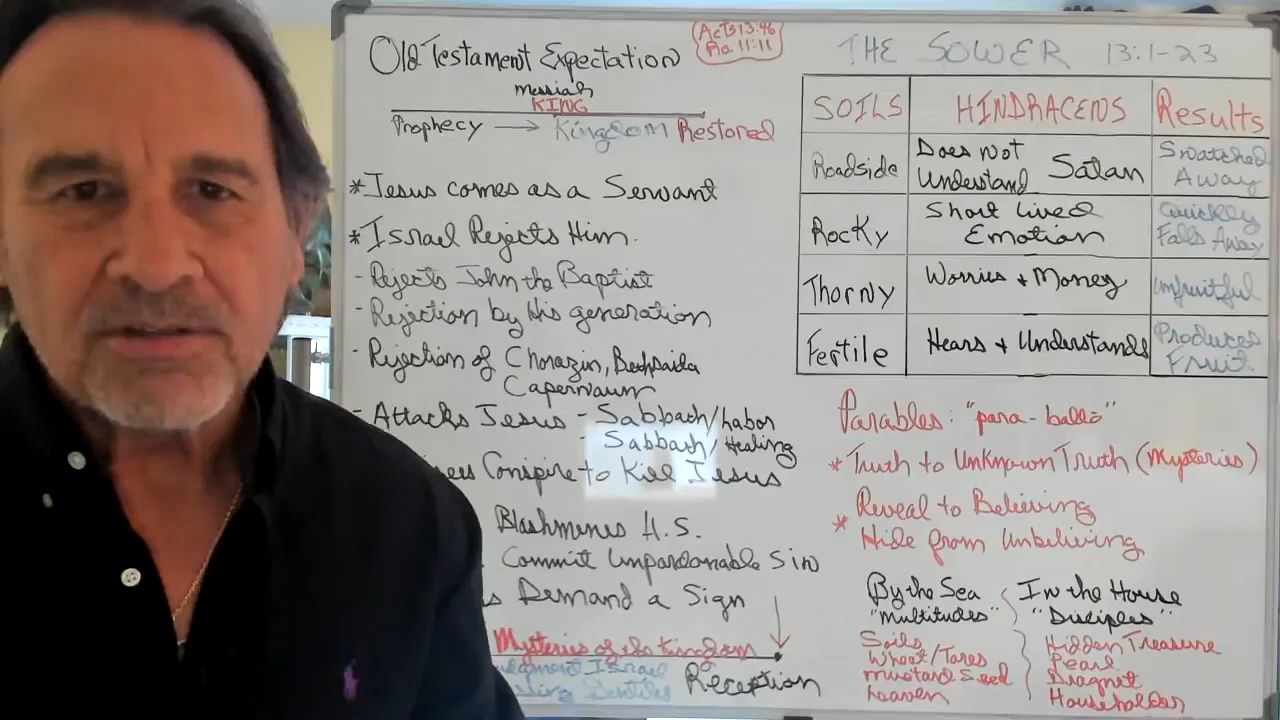 Old Testament Expectation
Acts 13:46
Ro 11:11
Messiah
KING
Prophecy → Kingdom Restored
*Jesus comes as a Servant
*Israel Rejects Him.
- Rejects John the Baptist
- Rejection by His generation
- Rejection of Chorazin, Bethsaida
Capernaum
- Attacks Jesus - Sabbath/Labor
- Sabbath/Healing
Conspire to Kill Jesus
Blashmenes H.S.
Commit Unpardonable Sin
Demand a Sign
Mysteries of the Kingdom
Israel
Gentiles
Reception
THE SOWER 13:1-23
SOILS HINDRACENS Results
Roadside Does Not Understand Satan Snatched Away
Rocky Short Lived Emotion Quickly Falls Away
Thorny Worries + Money Unfruitful
Fertile Hears + Understands Produces Fruit
Parables: "para-balló"
* Truth to Unknown Truth (Mysteries)
* Reveal to Believing
Hide from Unbeliving
By the Sea
"Multitudes"
Soils
Wheat/Tares
Mustard Seed
Leaven
In the House
"Disciples"
Hidden Treasure
Pearl
Dragnet
Householder